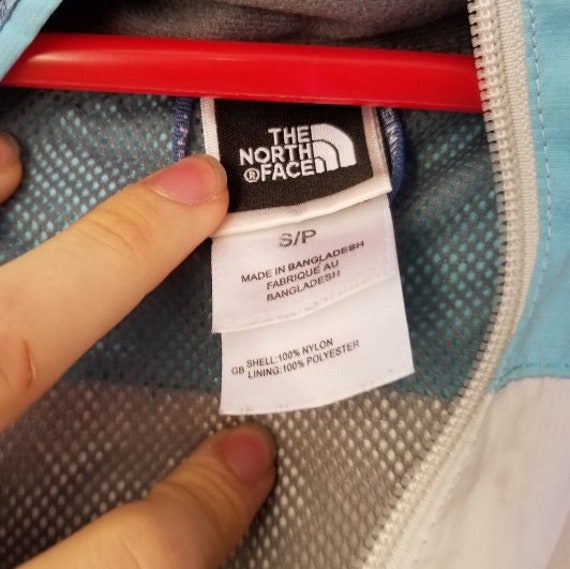 THE
NORTH
FACE®
S/P
MADE IN BANGLADESH
FABRIQUE AU
BANGLADESH
SHELL:100% NYLON
GB LINING:100% POLYESTER